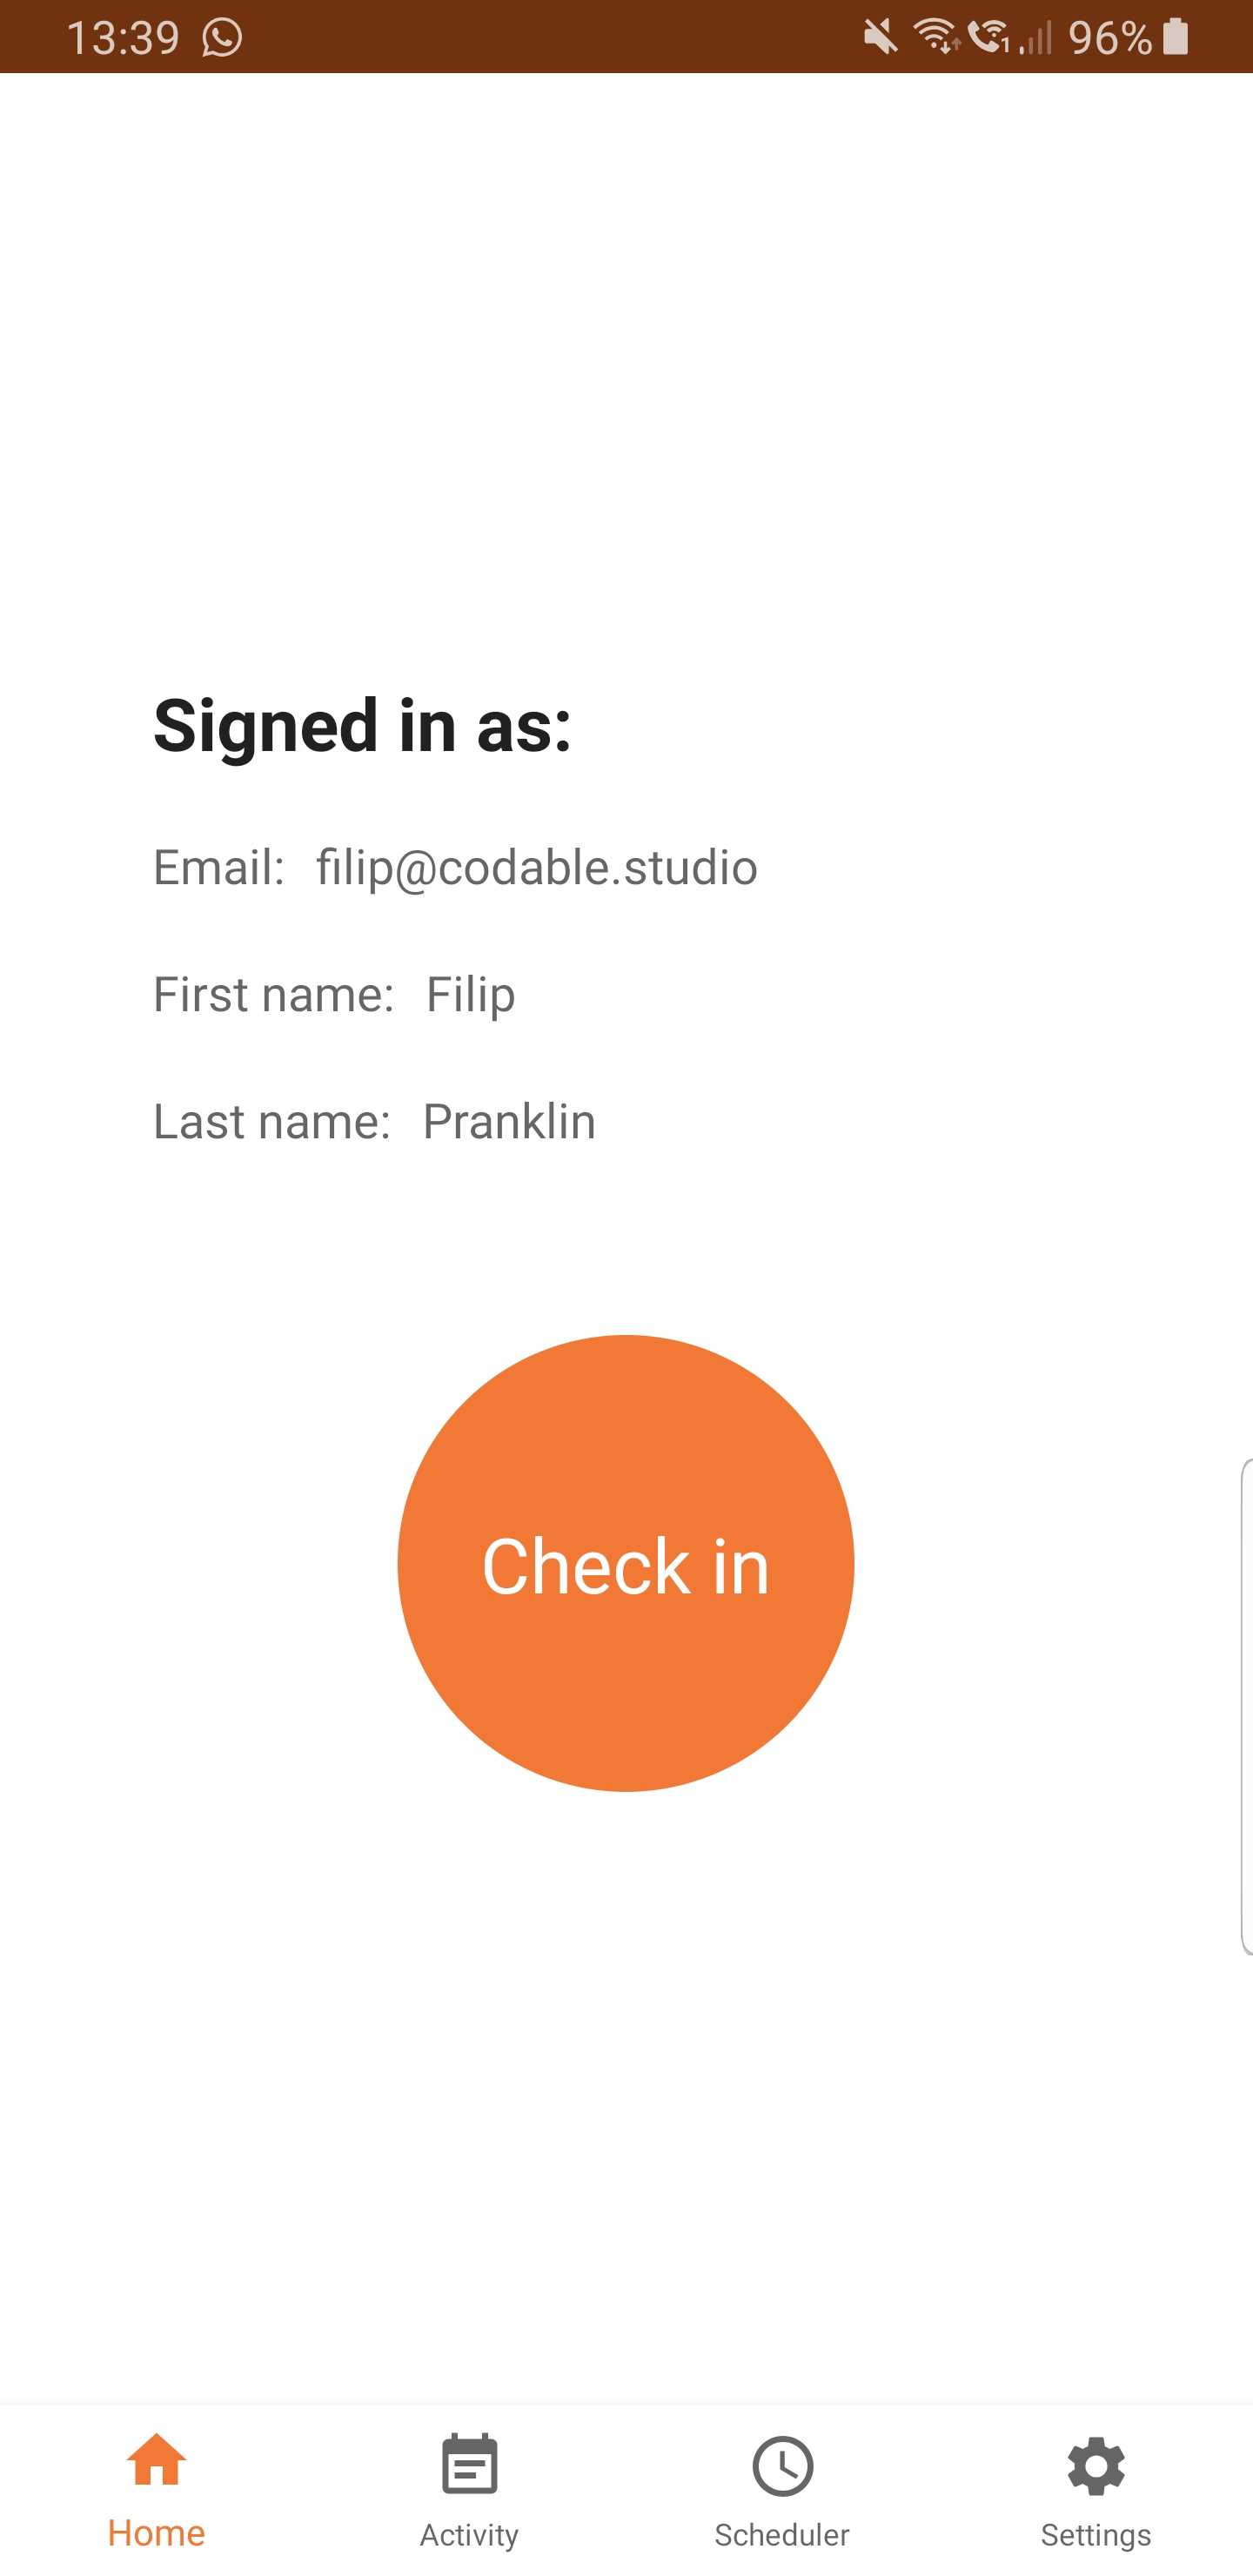 13:39 96%
Signed in as:
Email: filip@codable.studio
First name: Filip
Last name: Pranklin
Check in
Home Activity Scheduler Settings